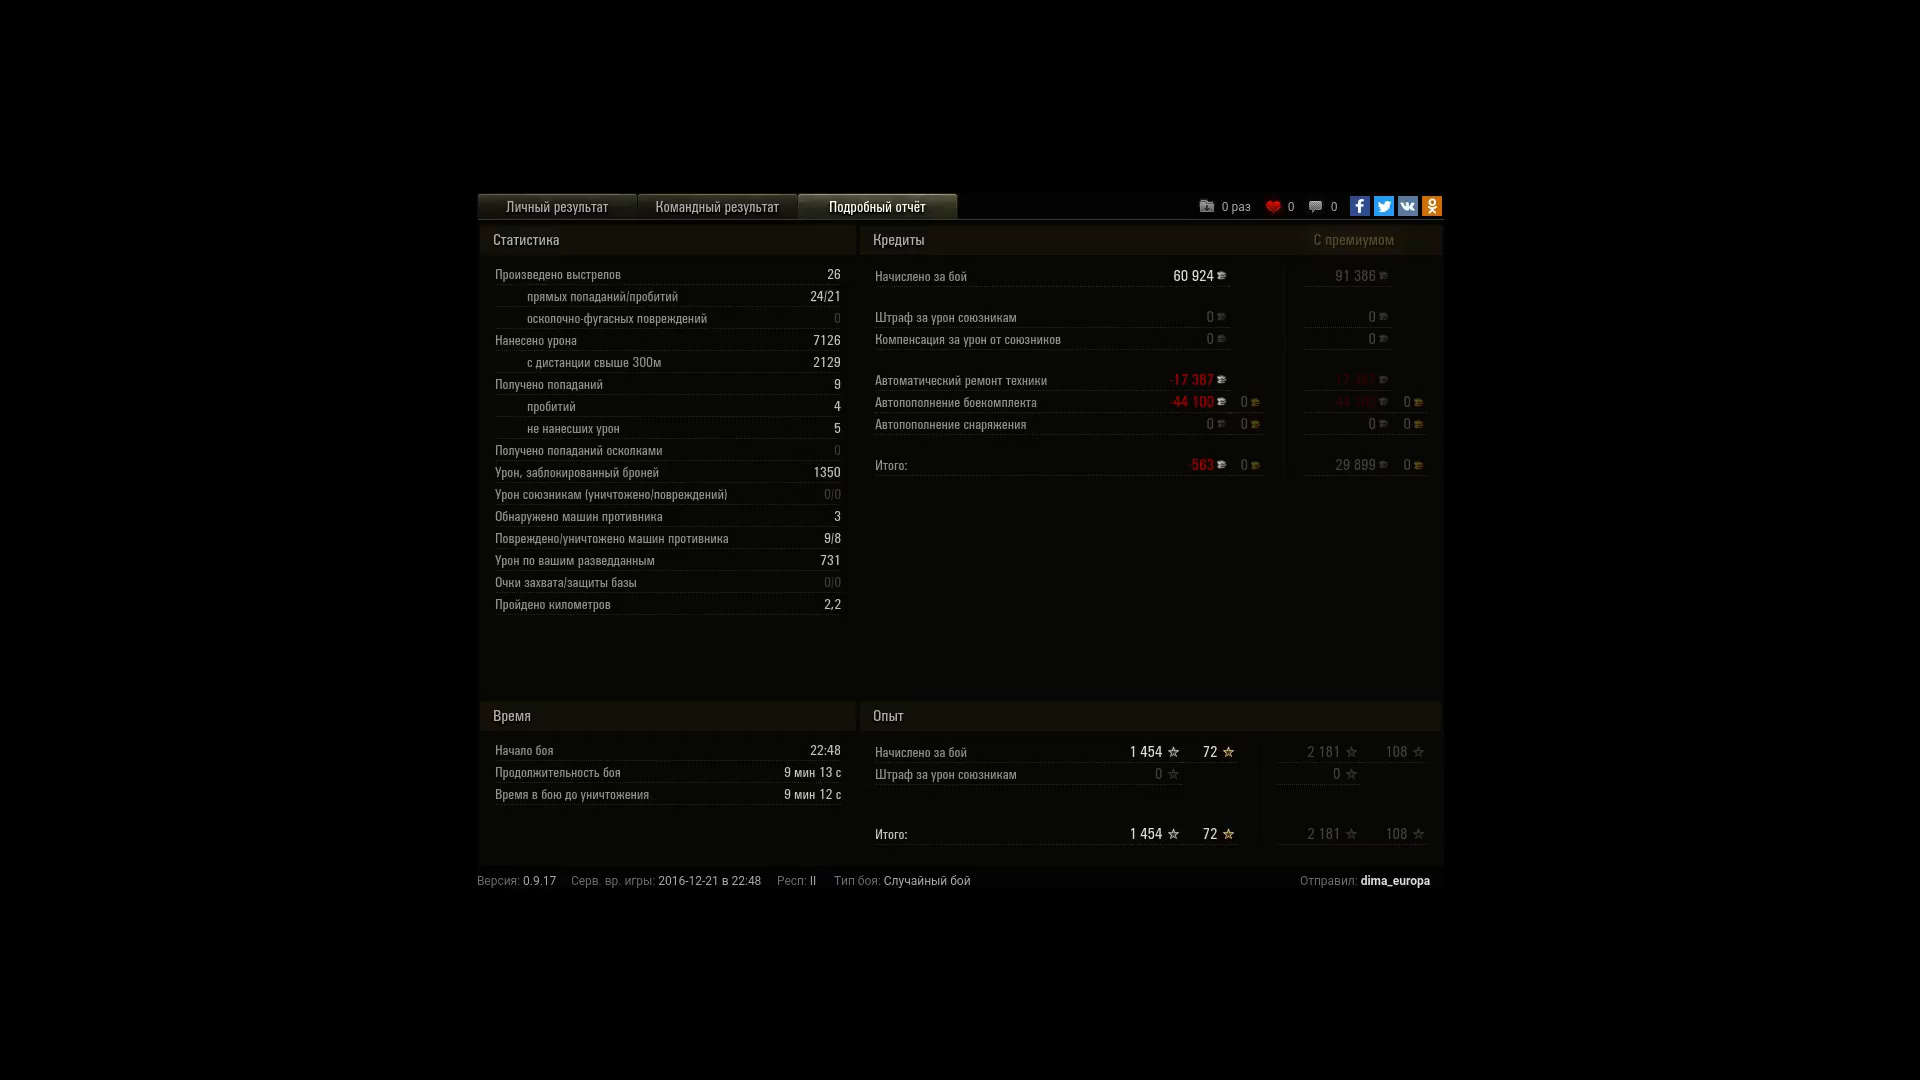 Личный результат Командный результат Подробный отчёт 0 раз 0 0
Статистика
Произведено выстрелов 26
прямых попаданий/пробитий 24/21
осколочно-фугасных повреждений 0
Нанесено урона 7126
с дистанции свыше 300м 2129
Получено попаданий 9
пробитий 4
не нанесших урон 5
Получено попаданий осколками 0
Урон, заблокированный броней 1350
Урон союзникам (уничтожено/повреждений) 0/0
Обнаружено машин противника 3
Повреждено/уничтожено машин противника 9/8
Урон по вашим разведданным 731
Очки захвата/защиты базы 0/0
Пройдено километров 2,2
Кредиты С премиумом
Начислено за бой 60 924 91 386
Штраф за урон союзникам 0 0
Компенсация за урон от союзников 0 0
Автоматический ремонт техники -17 387
Автопополнение боекомплекта -44 100 0 0
Автопополнение снаряжения 0 0 0 0
Итого: -563 0 29 899 0
Время
Начало боя 22:48
Продолжительность боя 9 мин 13 с
Время в бою до уничтожения 9 мин 12 с
Опыт
Начислено за бой 1 454 72 2 181 108
Штраф за урон союзникам 0 0
Итого: 1 454 72 2 181 108
Версия: 0.9.17 Серв. вр. игры: 2016-12-21 в 22:48 Респ: II Тип боя: Случайный бой Отправил: dima_europa